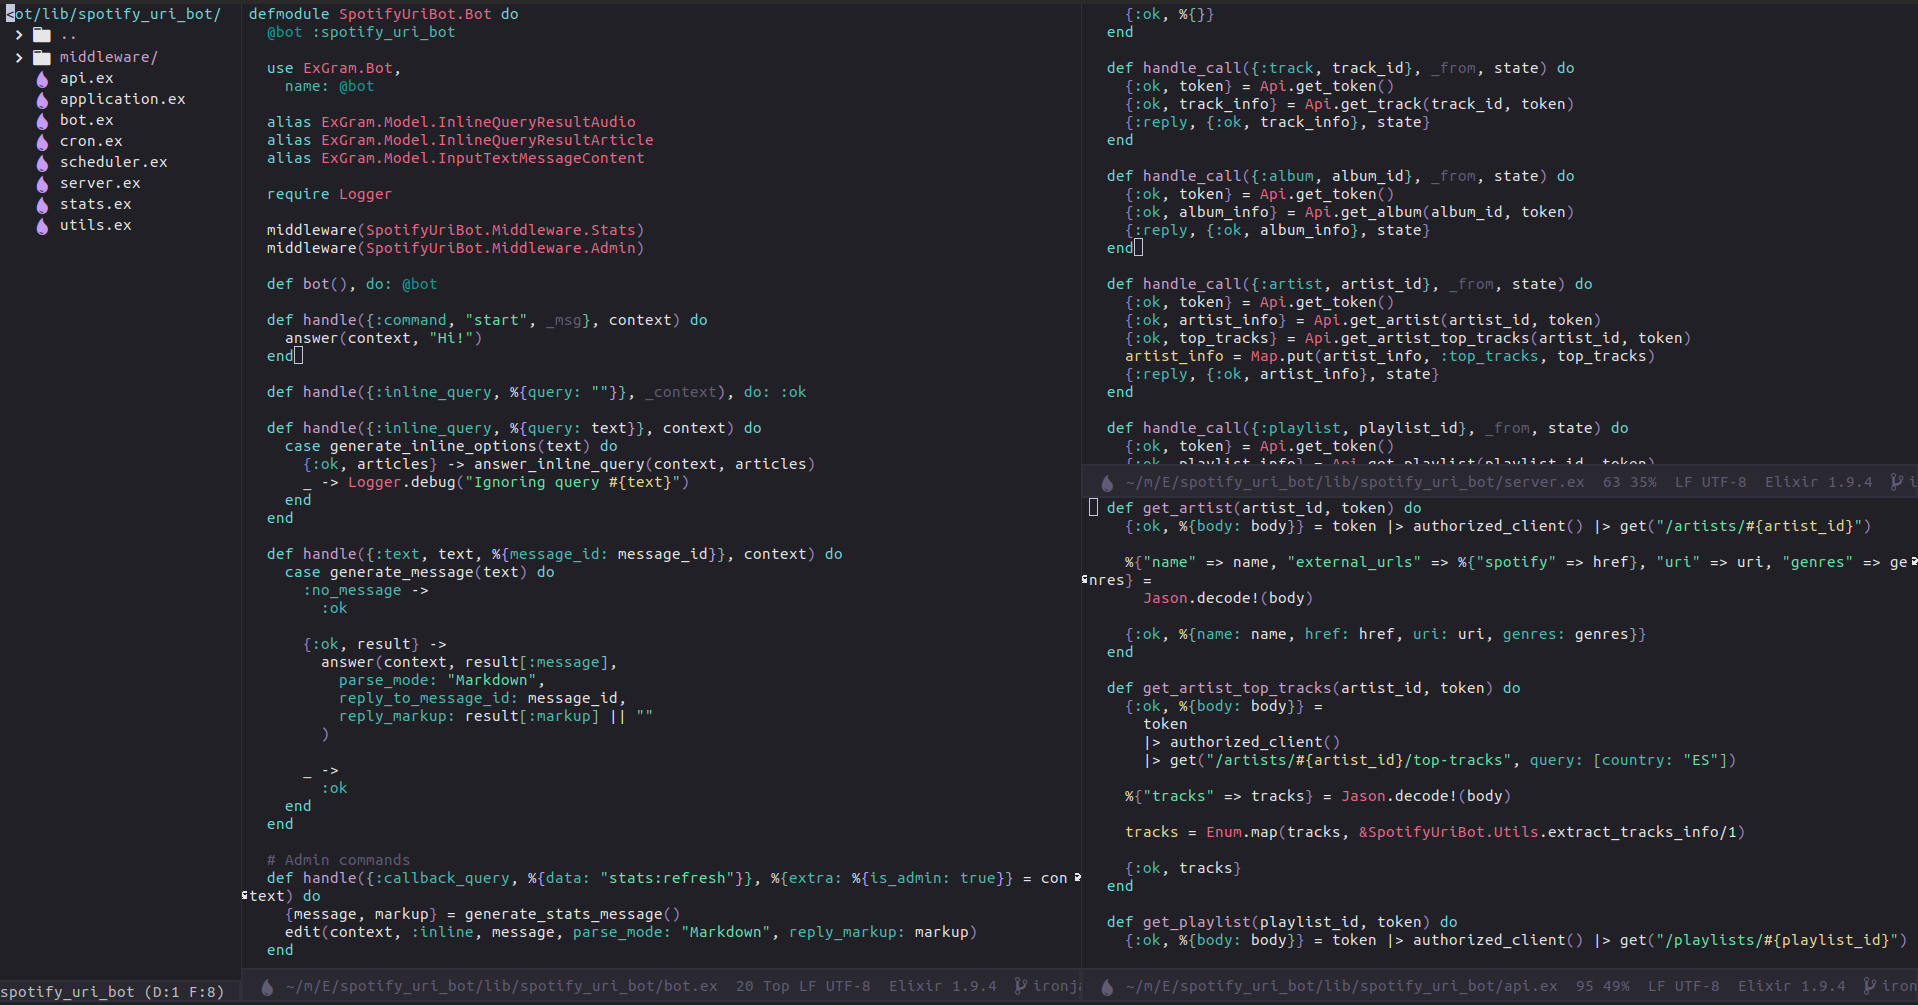 <ot/lib/spotify_uri_bot/
..
middleware/
api.ex
application.ex
bot.ex
cron.ex
scheduler.ex
server.ex
stats.ex
utils.ex
spotify_uri_bot (D:1 F:8)
defmodule SpotifyUriBot.Bot do
  @bot :spotify_uri_bot

  use ExGram.Bot,
    name: @bot

  alias ExGram.Model.InlineQueryResultAudio
  alias ExGram.Model.InlineQueryResultArticle
  alias ExGram.Model.InputTextMessageContent

  require Logger

  middleware(SpotifyUriBot.Middleware.Stats)
  middleware(SpotifyUriBot.Middleware.Admin)

  def bot(), do: @bot

  def handle({:command, "start", _msg}, context) do
    answer(context, "Hi!")
  end

  def handle({:inline_query, %{query: ""}}, _context), do: :ok

  def handle({:inline_query, %{query: text}}, context) do
    case generate_inline_options(text) do
      {:ok, articles} -> answer_inline_query(context, articles)
      _ -> Logger.debug("Ignoring query #{text}")
    end
  end

  def handle({:text, text, %{message_id: message_id}}, context) do
    case generate_message(text) do
      :no_message ->
        :ok

      {:ok, result} ->
        answer(context, result[:message],
          parse_mode: "Markdown",
          reply_to_message_id: message_id,
          reply_markup: result[:markup] || ""
        )

      _ ->
        :ok
    end
  end

  # Admin commands
  def handle({:callback_query, %{data: "stats:refresh"}}, %{extra: %{is_admin: true}} = con
text) do
    {message, markup} = generate_stats_message()
    edit(context, :inline, message, parse_mode: "Markdown", reply_markup: markup)
  end
~/m/E/spotify_uri_bot/lib/spotify_uri_bot/bot.ex  20 Top LF UTF-8  Elixir 1.9.4  ironja
    {:ok, %{}}
  end

  def handle_call({:track, track_id}, _from, state) do
    {:ok, token} = Api.get_token()
    {:ok, track_info} = Api.get_track(track_id, token)
    {:reply, {:ok, track_info}, state}
  end

  def handle_call({:album, album_id}, _from, state) do
    {:ok, token} = Api.get_token()
    {:ok, album_info} = Api.get_album(album_id, token)
    {:reply, {:ok, album_info}, state}
  end

  def handle_call({:artist, artist_id}, _from, state) do
    {:ok, token} = Api.get_token()
    {:ok, artist_info} = Api.get_artist(artist_id, token)
    {:ok, top_tracks} = Api.get_artist_top_tracks(artist_id, token)
    artist_info = Map.put(artist_info, :top_tracks, top_tracks)
    {:reply, {:ok, artist_info}, state}
  end

  def handle_call({:playlist, playlist_id}, _from, state) do
    {:ok, token} = Api.get_token()
    {:ok, playlist_info} = Api.get_playlist(playlist_id, token)
~/m/E/spotify_uri_bot/lib/spotify_uri_bot/server.ex  63 35%  LF UTF-8  Elixir 1.9.4  i
  def get_artist(artist_id, token) do
    {:ok, %{body: body}} = token |> authorized_client() |> get("/artists/#{artist_id}")

    %{"name" => name, "external_urls" => %{"spotify" => href}, "uri" => uri, "genres" => ge
nres} =
      Jason.decode!(body)

    {:ok, %{name: name, href: href, uri: uri, genres: genres}}
  end

  def get_artist_top_tracks(artist_id, token) do
    {:ok, %{body: body}} =
      token
      |> authorized_client()
      |> get("/artists/#{artist_id}/top-tracks", query: [country: "ES"])

    %{"tracks" => tracks} = Jason.decode!(body)

    tracks = Enum.map(tracks, &SpotifyUriBot.Utils.extract_tracks_info/1)

    {:ok, tracks}
  end

  def get_playlist(playlist_id, token) do
    {:ok, %{body: body}} = token |> authorized_client() |> get("/playlists/#{playlist_id}")
~/m/E/spotify_uri_bot/lib/spotify_uri_bot/api.ex  95 49%  LF UTF-8  Elixir 1.9.4  iron